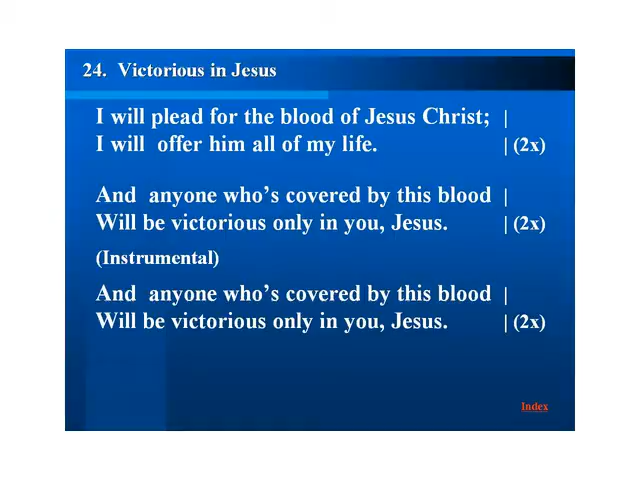 24. Victorious in Jesus
I will plead for the blood of Jesus Christ; |
I will offer him all of my life. | (2x)
And anyone who's covered by this blood |
Will be victorious only in you, Jesus. | (2x)
(Instrumental)
And anyone who's covered by this blood |
Will be victorious only in you, Jesus. | (2x)
Index